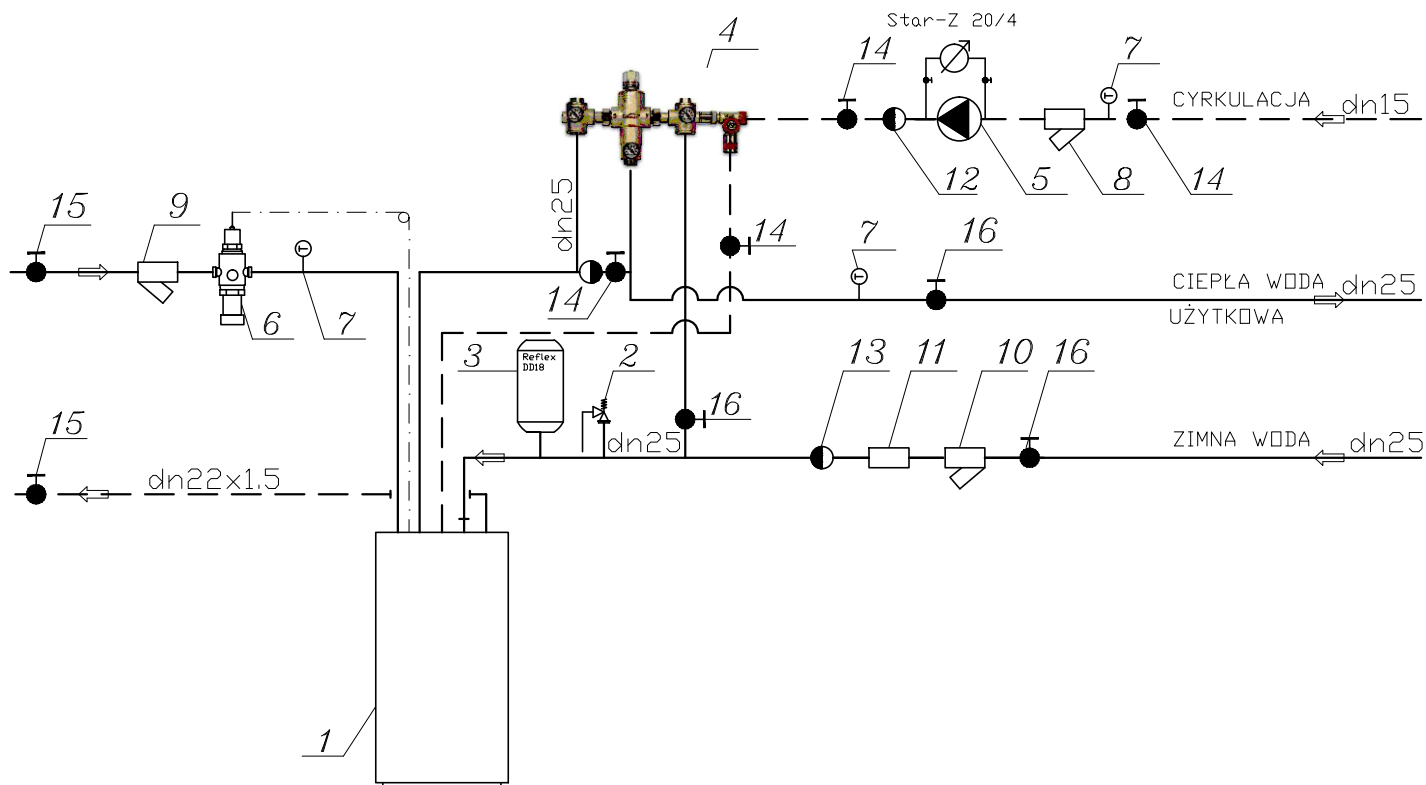 Star-Z 20/4
4
14
7
CYRKULACJA
dn15
12
5
8
14
15
9
dn25
14
7
16
6
7
14
CIEPŁA WODA
dn25
UŻYTKOWA
3
Reflex
DD18
2
13
11
10
16
16
15
dn25
ZIMNA WODA
dn25
dn22x1.5
1